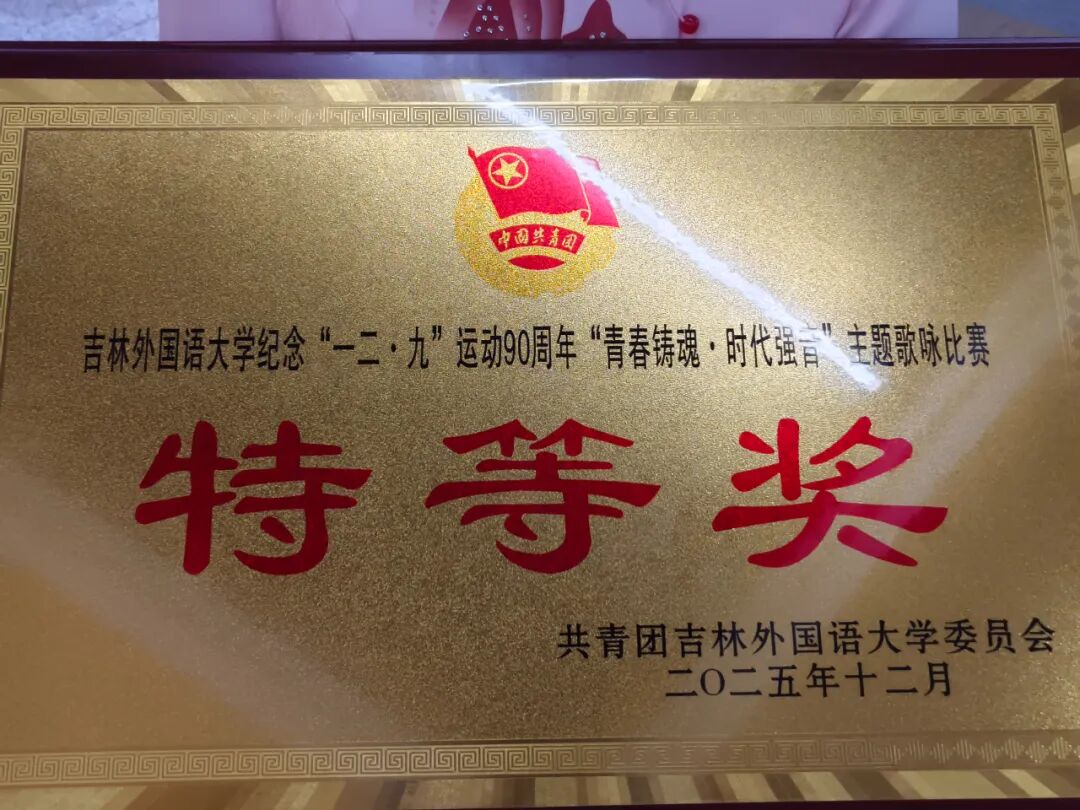 中国共青团
吉林外国语大学纪念“一二·九”运动90周年“青春铸魂·时代强音”主题歌咏比赛
特等奖
共青团吉林外国语大学委员会
二〇二五年十二月